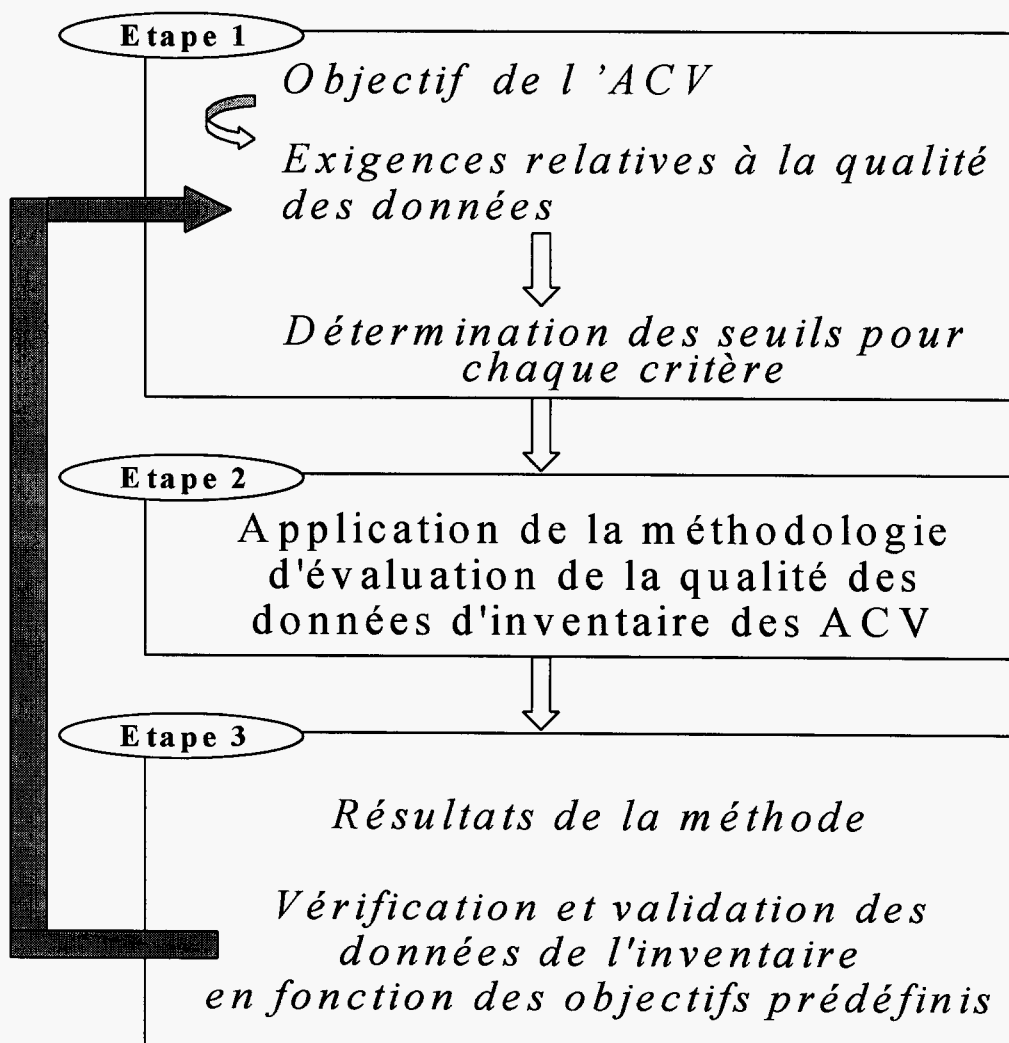 Etape 1
Objectif de l 'ACV
Exigences relatives à la qualité
des données
Détermination des seuils pour
chaque critère
Etape 2
Application de la méthodologie
d'évaluation de la qualité des
données d'inventaire des ACV
Etape 3
Résultats de la méthode
Vérification et validation des
données de l'inventaire
en fonction des objectifs prédéfinis